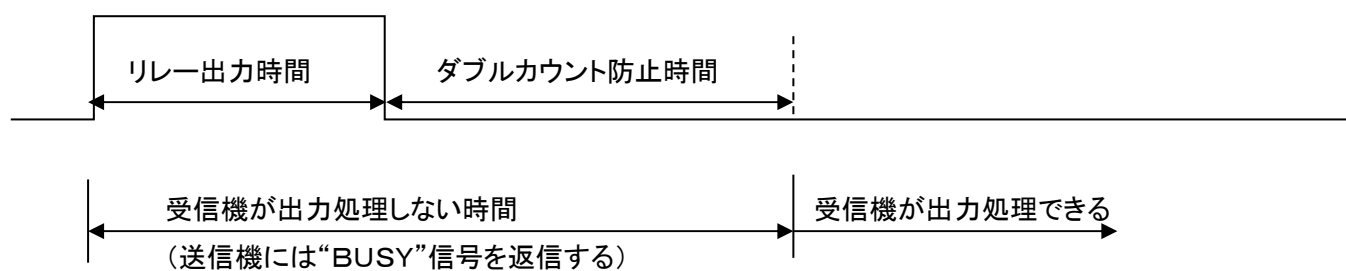 リレー出力時間
ダブルカウント防止時間
受信機が出力処理しない時間
受信機が出力処理できる
（送信機には“BUSY”信号を返信する）